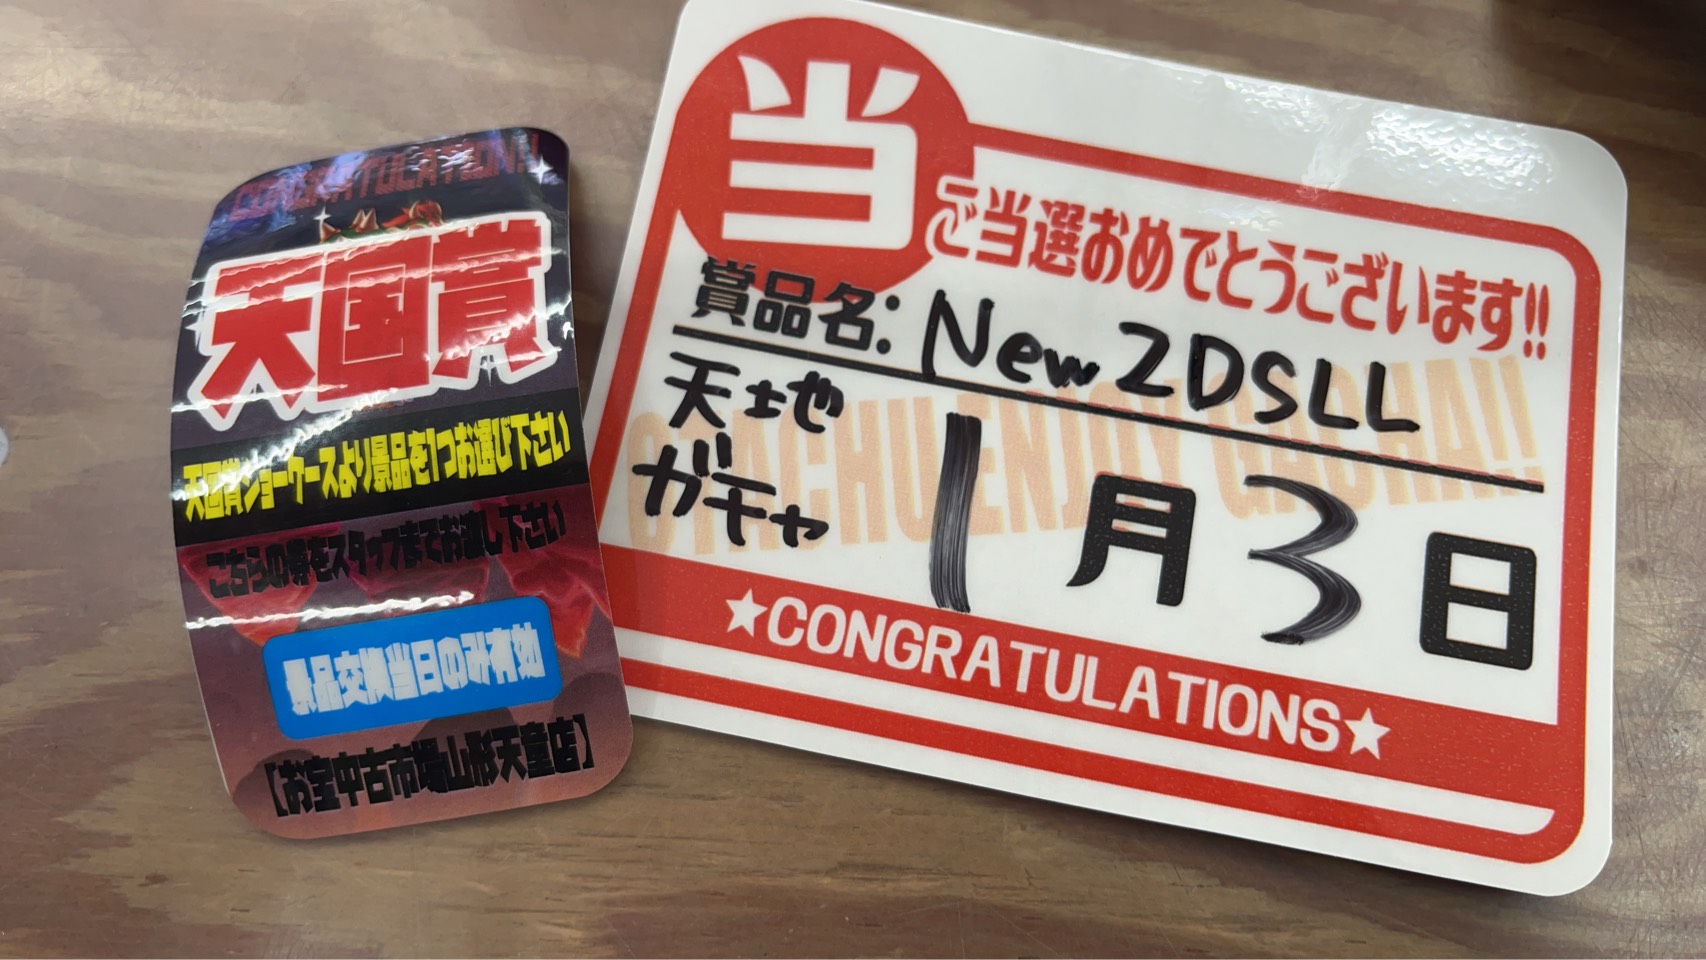 CONGRATULATION!!
天国賞
天国賞ショーケースより景品を1つお選び下さい
こちらの券をスタッフまでお渡し下さい
景品交換当日のみ有効
【お宝中古市場山形天童店】
当
ご当選おめでとうございます!!
賞品名:New2DSLL
天地
ガチャ
1月3日
OTACHUENJOY GACHA!!
★CONGRATULATIONS★